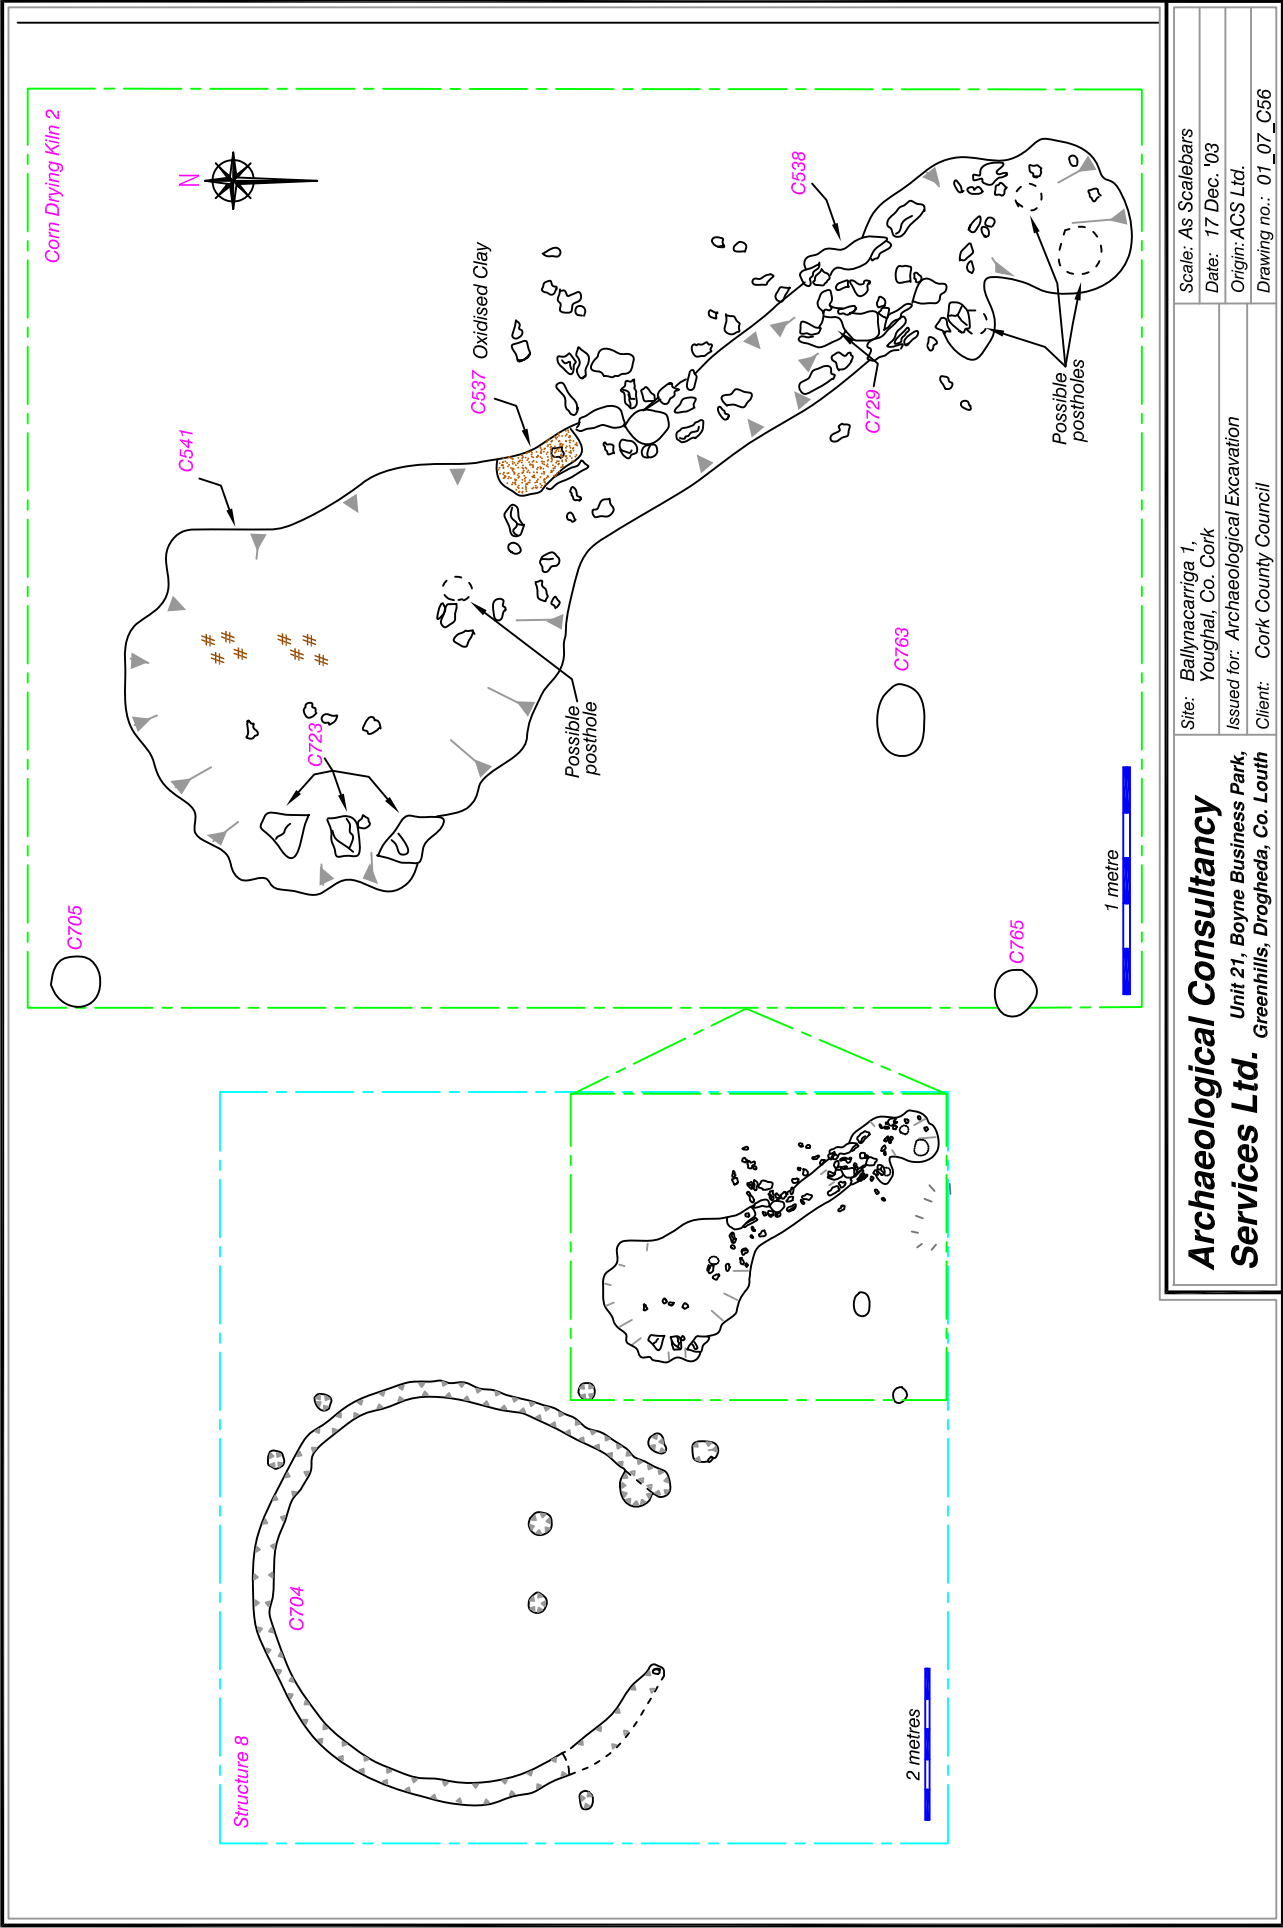 Structure 8
C704
2 metres
Corn Drying Kiln 2
N
C705
C541
C723
Possible
posthole
C537 Oxidised Clay
C538
C729
C763
C765
Possible
postholes
1 metre
Archaeological Consultancy
Services Ltd. Unit 21, Boyne Business Park,
Greenhills, Drogheda, Co. Louth
Site: Ballynacarriga 1,
Youghal, Co. Cork
Issued for: Archaeological Excavation
Client: Cork County Council
Scale: As Scalebars
Date: 17 Dec. '03
Origin: ACS Ltd.
Drawing no.: 01_07_C56